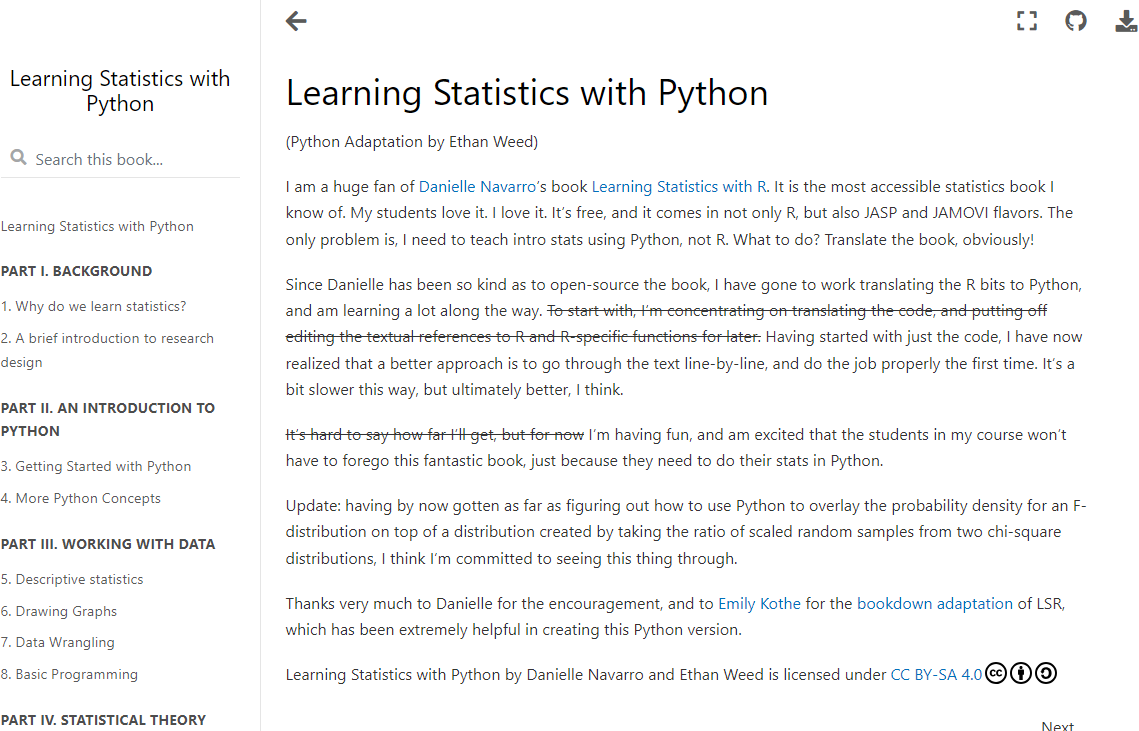 Learning Statistics with
Python
Search this book...
Learning Statistics with Python
PART I. BACKGROUND
1. Why do we learn statistics?
2. A brief introduction to research
design
PART II. AN INTRODUCTION TO
PYTHON
3. Getting Started with Python
4. More Python Concepts
PART III. WORKING WITH DATA
5. Descriptive statistics
6. Drawing Graphs
7. Data Wrangling
8. Basic Programming
PART IV. STATISTICAL THEORY
Learning Statistics with Python
(Python Adaptation by Ethan Weed)
I am a huge fan of Danielle Navarro’s book Learning Statistics with R. It is the most accessible statistics book I
know of. My students love it. I love it. It’s free, and it comes in not only R, but also JASP and JAMOVI flavors. The
only problem is, I need to teach intro stats using Python, not R. What to do? Translate the book, obviously!
Since Danielle has been so kind as to open-source the book, I have gone to work translating the R bits to Python,
and am learning a lot along the way. To start with, I’m concentrating on translating the code, and putting off
editing the textual references to R and R-specific functions for later. Having started with just the code, I have now
realized that a better approach is to go through the text line-by-line, and do the job properly the first time. It’s a
bit slower this way, but ultimately better, I think.
It’s hard to say how far I’ll get, but for now I’m having fun, and am excited that the students in my course won’t
have to forego this fantastic book, just because they need to do their stats in Python.
Update: having by now gotten as far as figuring out how to use Python to overlay the probability density for an F-
distribution on top of a distribution created by taking the ratio of scaled random samples from two chi-square
distributions, I think I’m committed to seeing this thing through.
Thanks very much to Danielle for the encouragement, and to Emily Kothe for the bookdown adaptation of LSR,
which has been extremely helpful in creating this Python version.
Learning Statistics with Python by Danielle Navarro and Ethan Weed is licensed under CC BY-SA 4.0
Next